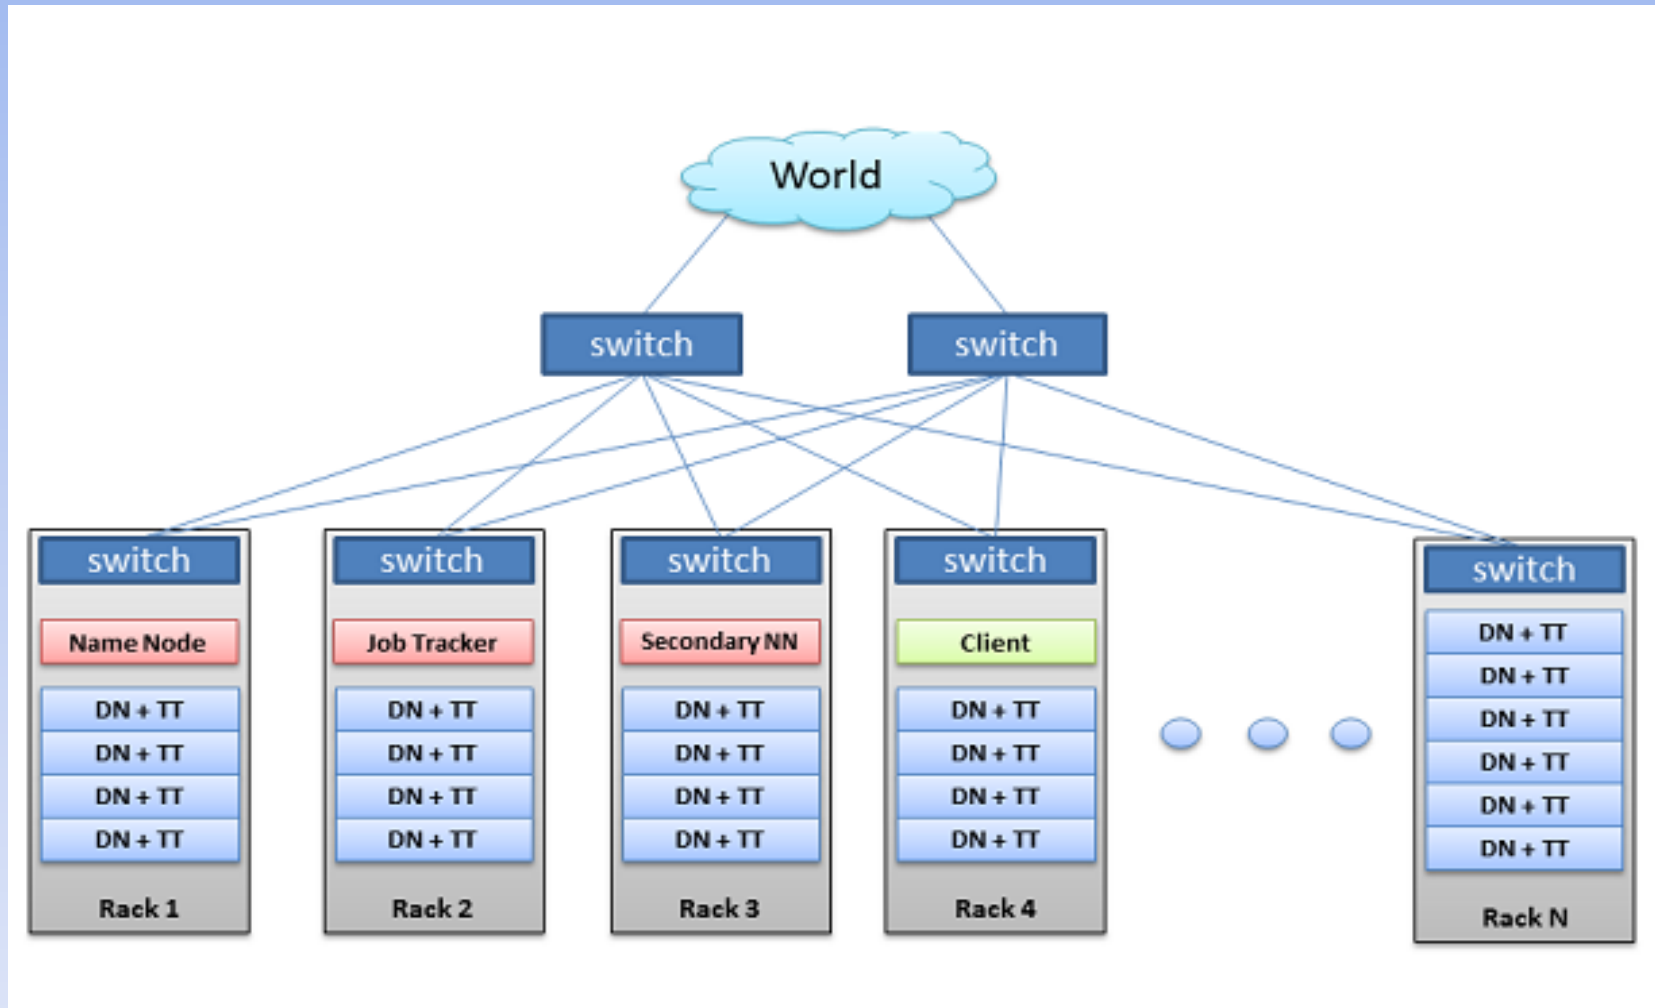 World
switch
switch
switch
Name Node
DN + TT
DN + TT
DN + TT
DN + TT
Rack 1
switch
Job Tracker
DN + TT
DN + TT
DN + TT
DN + TT
Rack 2
switch
Secondary NN
DN + TT
DN + TT
DN + TT
DN + TT
Rack 3
switch
Client
DN + TT
DN + TT
DN + TT
DN + TT
Rack 4
switch
DN + TT
DN + TT
DN + TT
DN + TT
DN + TT
DN + TT
Rack N